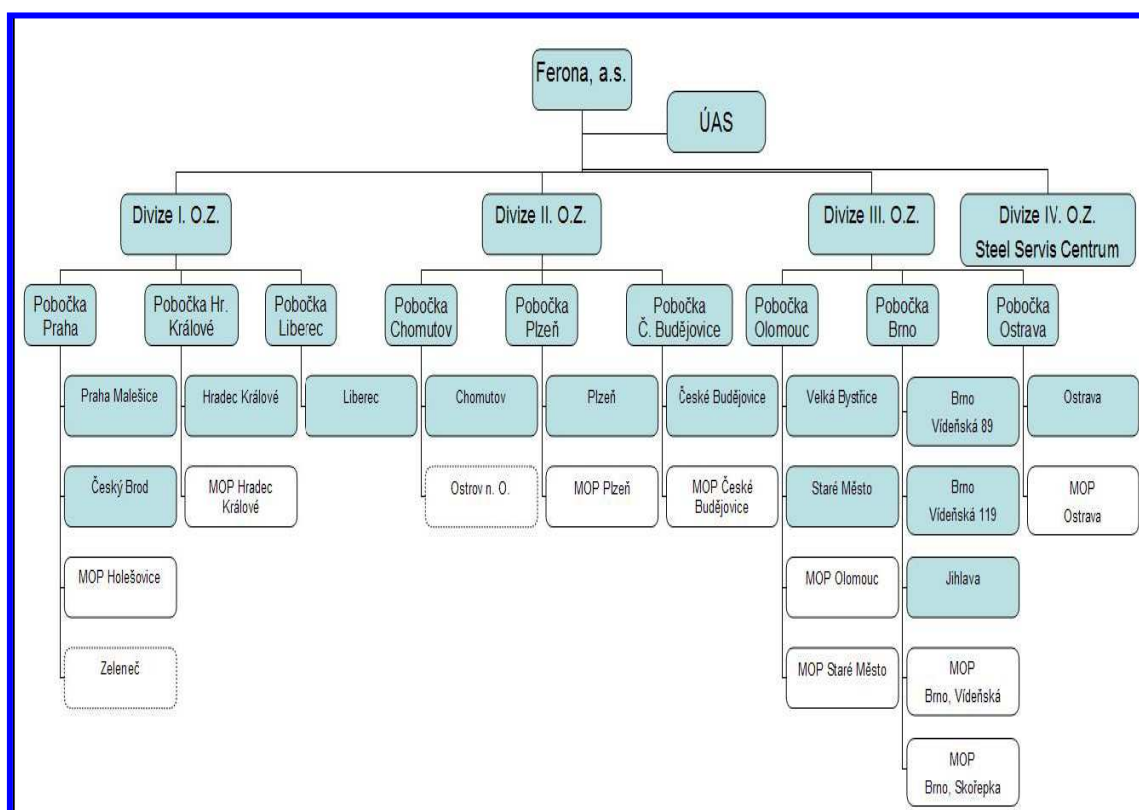 Ferona, a.s.
ÚAS
Divize I. O.Z.
Divize II. O.Z.
Divize III. O.Z.
Divize IV. O.Z.
Steel Servis Centrum
Pobočka
Praha
Pobočka Hr.
Králové
Pobočka
Liberec
Pobočka
Chomutov
Pobočka
Plzeň
Pobočka
Č. Budějovice
Pobočka
Olomouc
Pobočka
Brno
Pobočka
Ostrava
Praha Malešice
Hradec Králové
Liberec
Chomutov
Plzeň
České Budějovice
Velká Bystřice
Brno
Vídeňská 89
Ostrava
Český Brod
MOP Hradec
Králové
Ostrov n. O.
MOP Plzeň
MOP České
Budějovice
Staré Město
Brno
Vídeňská 119
MOP
Ostrava
MOP Holešovice
MOP Olomouc
Jihlava
Zeleneč
MOP Staré Město
MOP
Brno, Vídeňská
MOP
Brno, Skořepka